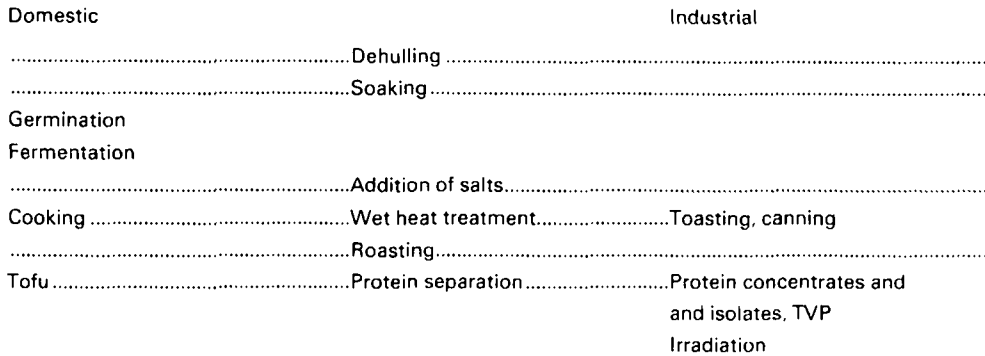 Domestic Industrial
........................Dehulling........................
........................Soaking........................
Germination
Fermentation
........................Addition of salts........................
Cooking........................Wet heat treatment........................Toasting, canning
........................Roasting........................
Tofu........................Protein separation........................Protein concentrates and
and isolates, TVP
Irradiation